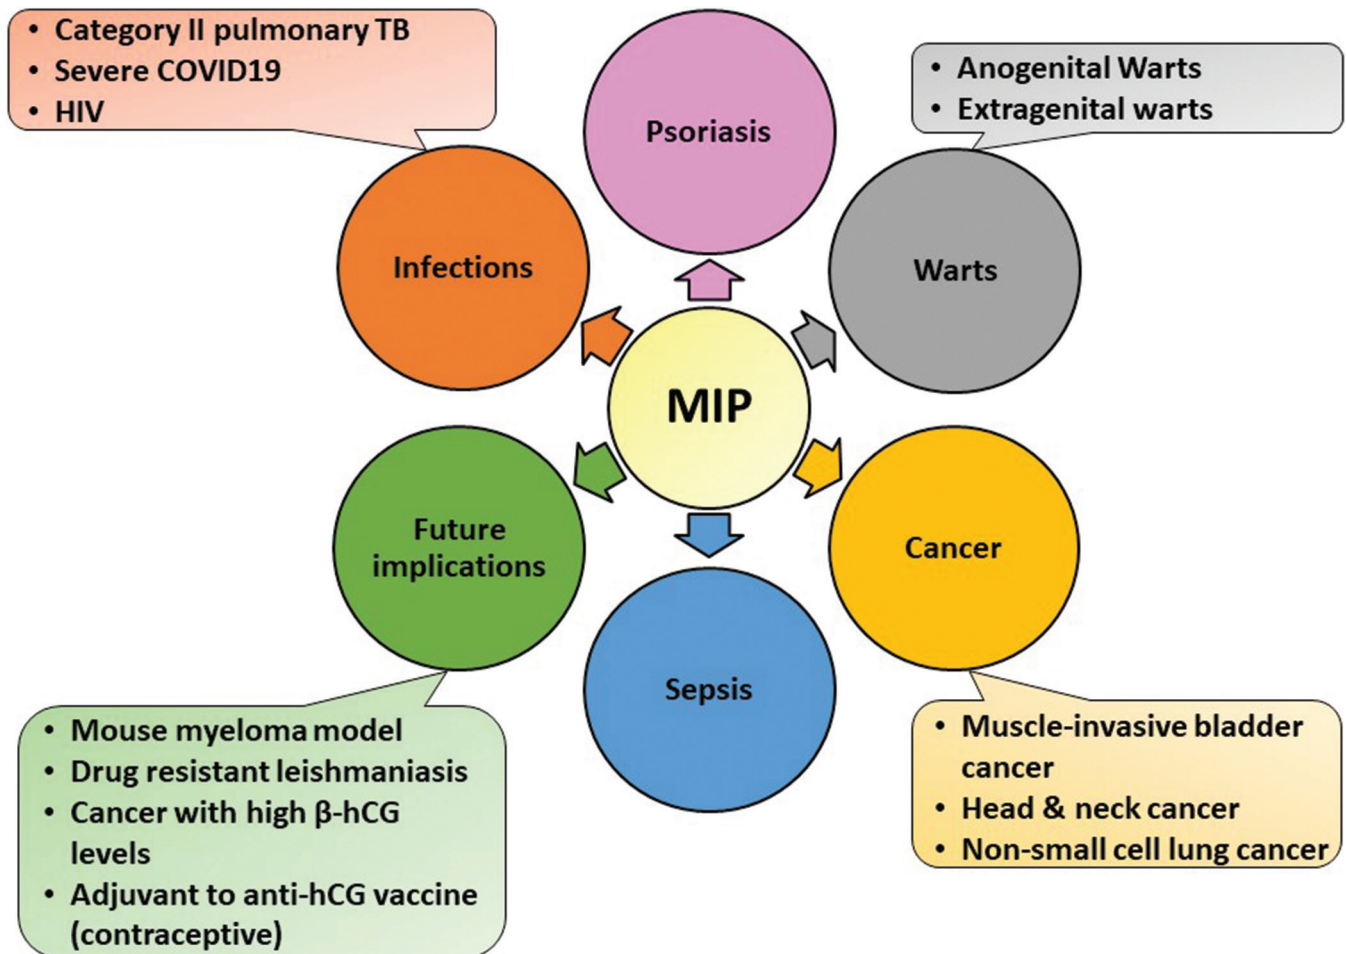 • Category II pulmonary TB
• Severe COVID19
• HIV
Psoriasis
• Anogenital Warts
• Extragenital warts
Infections
Warts
MIP
Future
implications
Cancer
Sepsis
• Mouse myeloma model
• Drug resistant leishmaniasis
• Cancer with high β-hCG
levels
• Adjuvant to anti-hCG vaccine
(contraceptive)
• Muscle-invasive bladder
cancer
• Head & neck cancer
• Non-small cell lung cancer